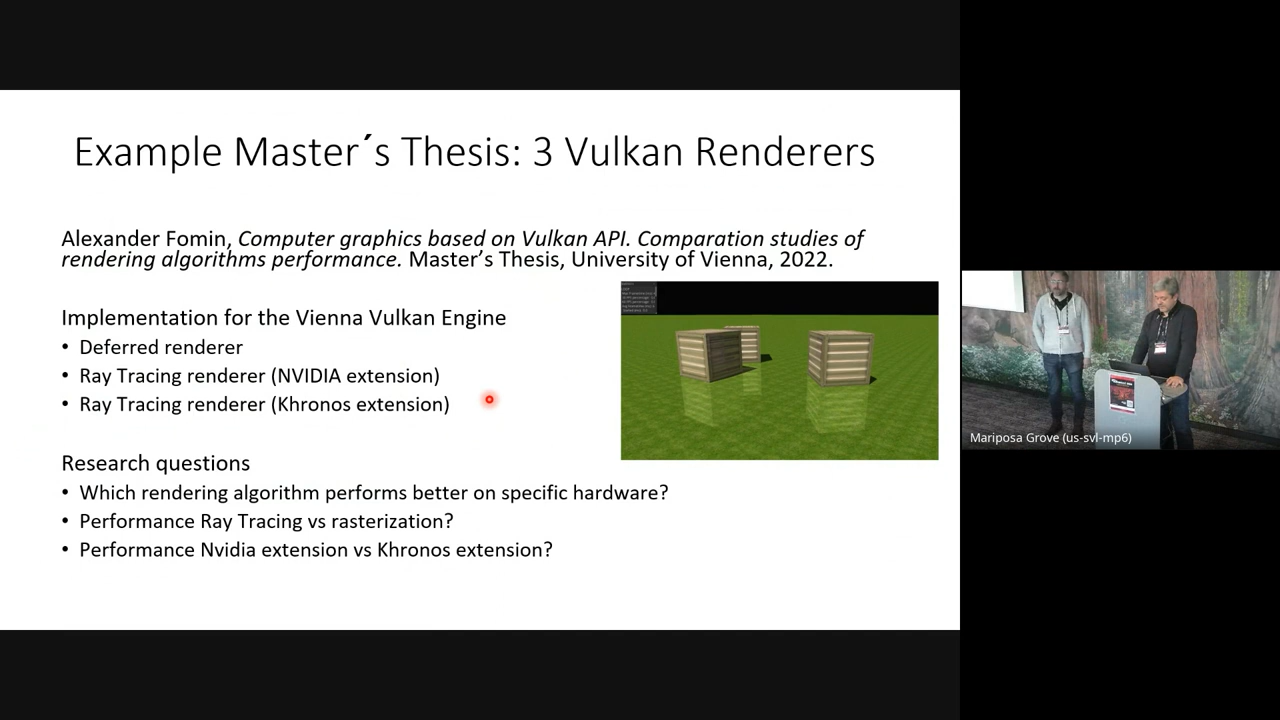 Example Master´s Thesis: 3 Vulkan Renderers
Alexander Fomin, Computer graphics based on Vulkan API. Comparation studies of
rendering algorithms performance. Master’s Thesis, University of Vienna, 2022.
Implementation for the Vienna Vulkan Engine
• Deferred renderer
• Ray Tracing renderer (NVIDIA extension)
• Ray Tracing renderer (Khronos extension)
Research questions
• Which rendering algorithm performs better on specific hardware?
• Performance Ray Tracing vs rasterization?
• Performance Nvidia extension vs Khronos extension?
Mariposa Grove (us-svl-mp6)